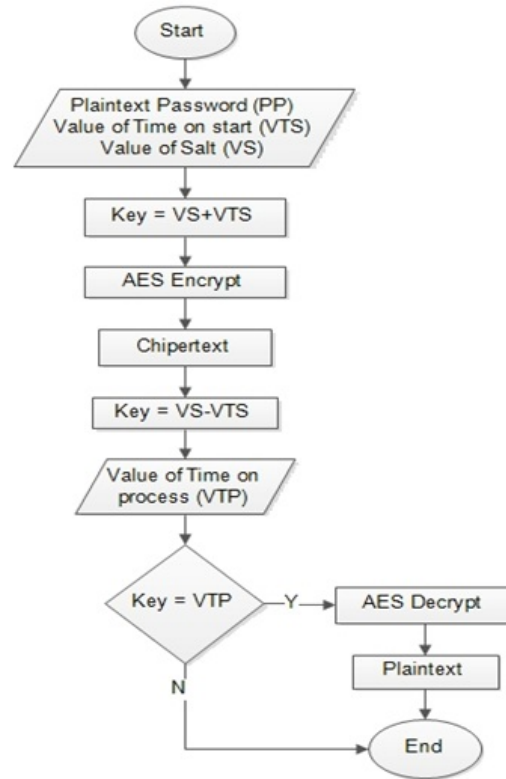 Start
Plaintext Password (PP)
Value of Time on start (VTS)
Value of Salt (VS)
Key = VS+VTS
AES Encrypt
Chipertext
Key = VS-VTS
Value of Time on
process (VTP)
Key = VTP
Y
AES Decrypt
Plaintext
N
End